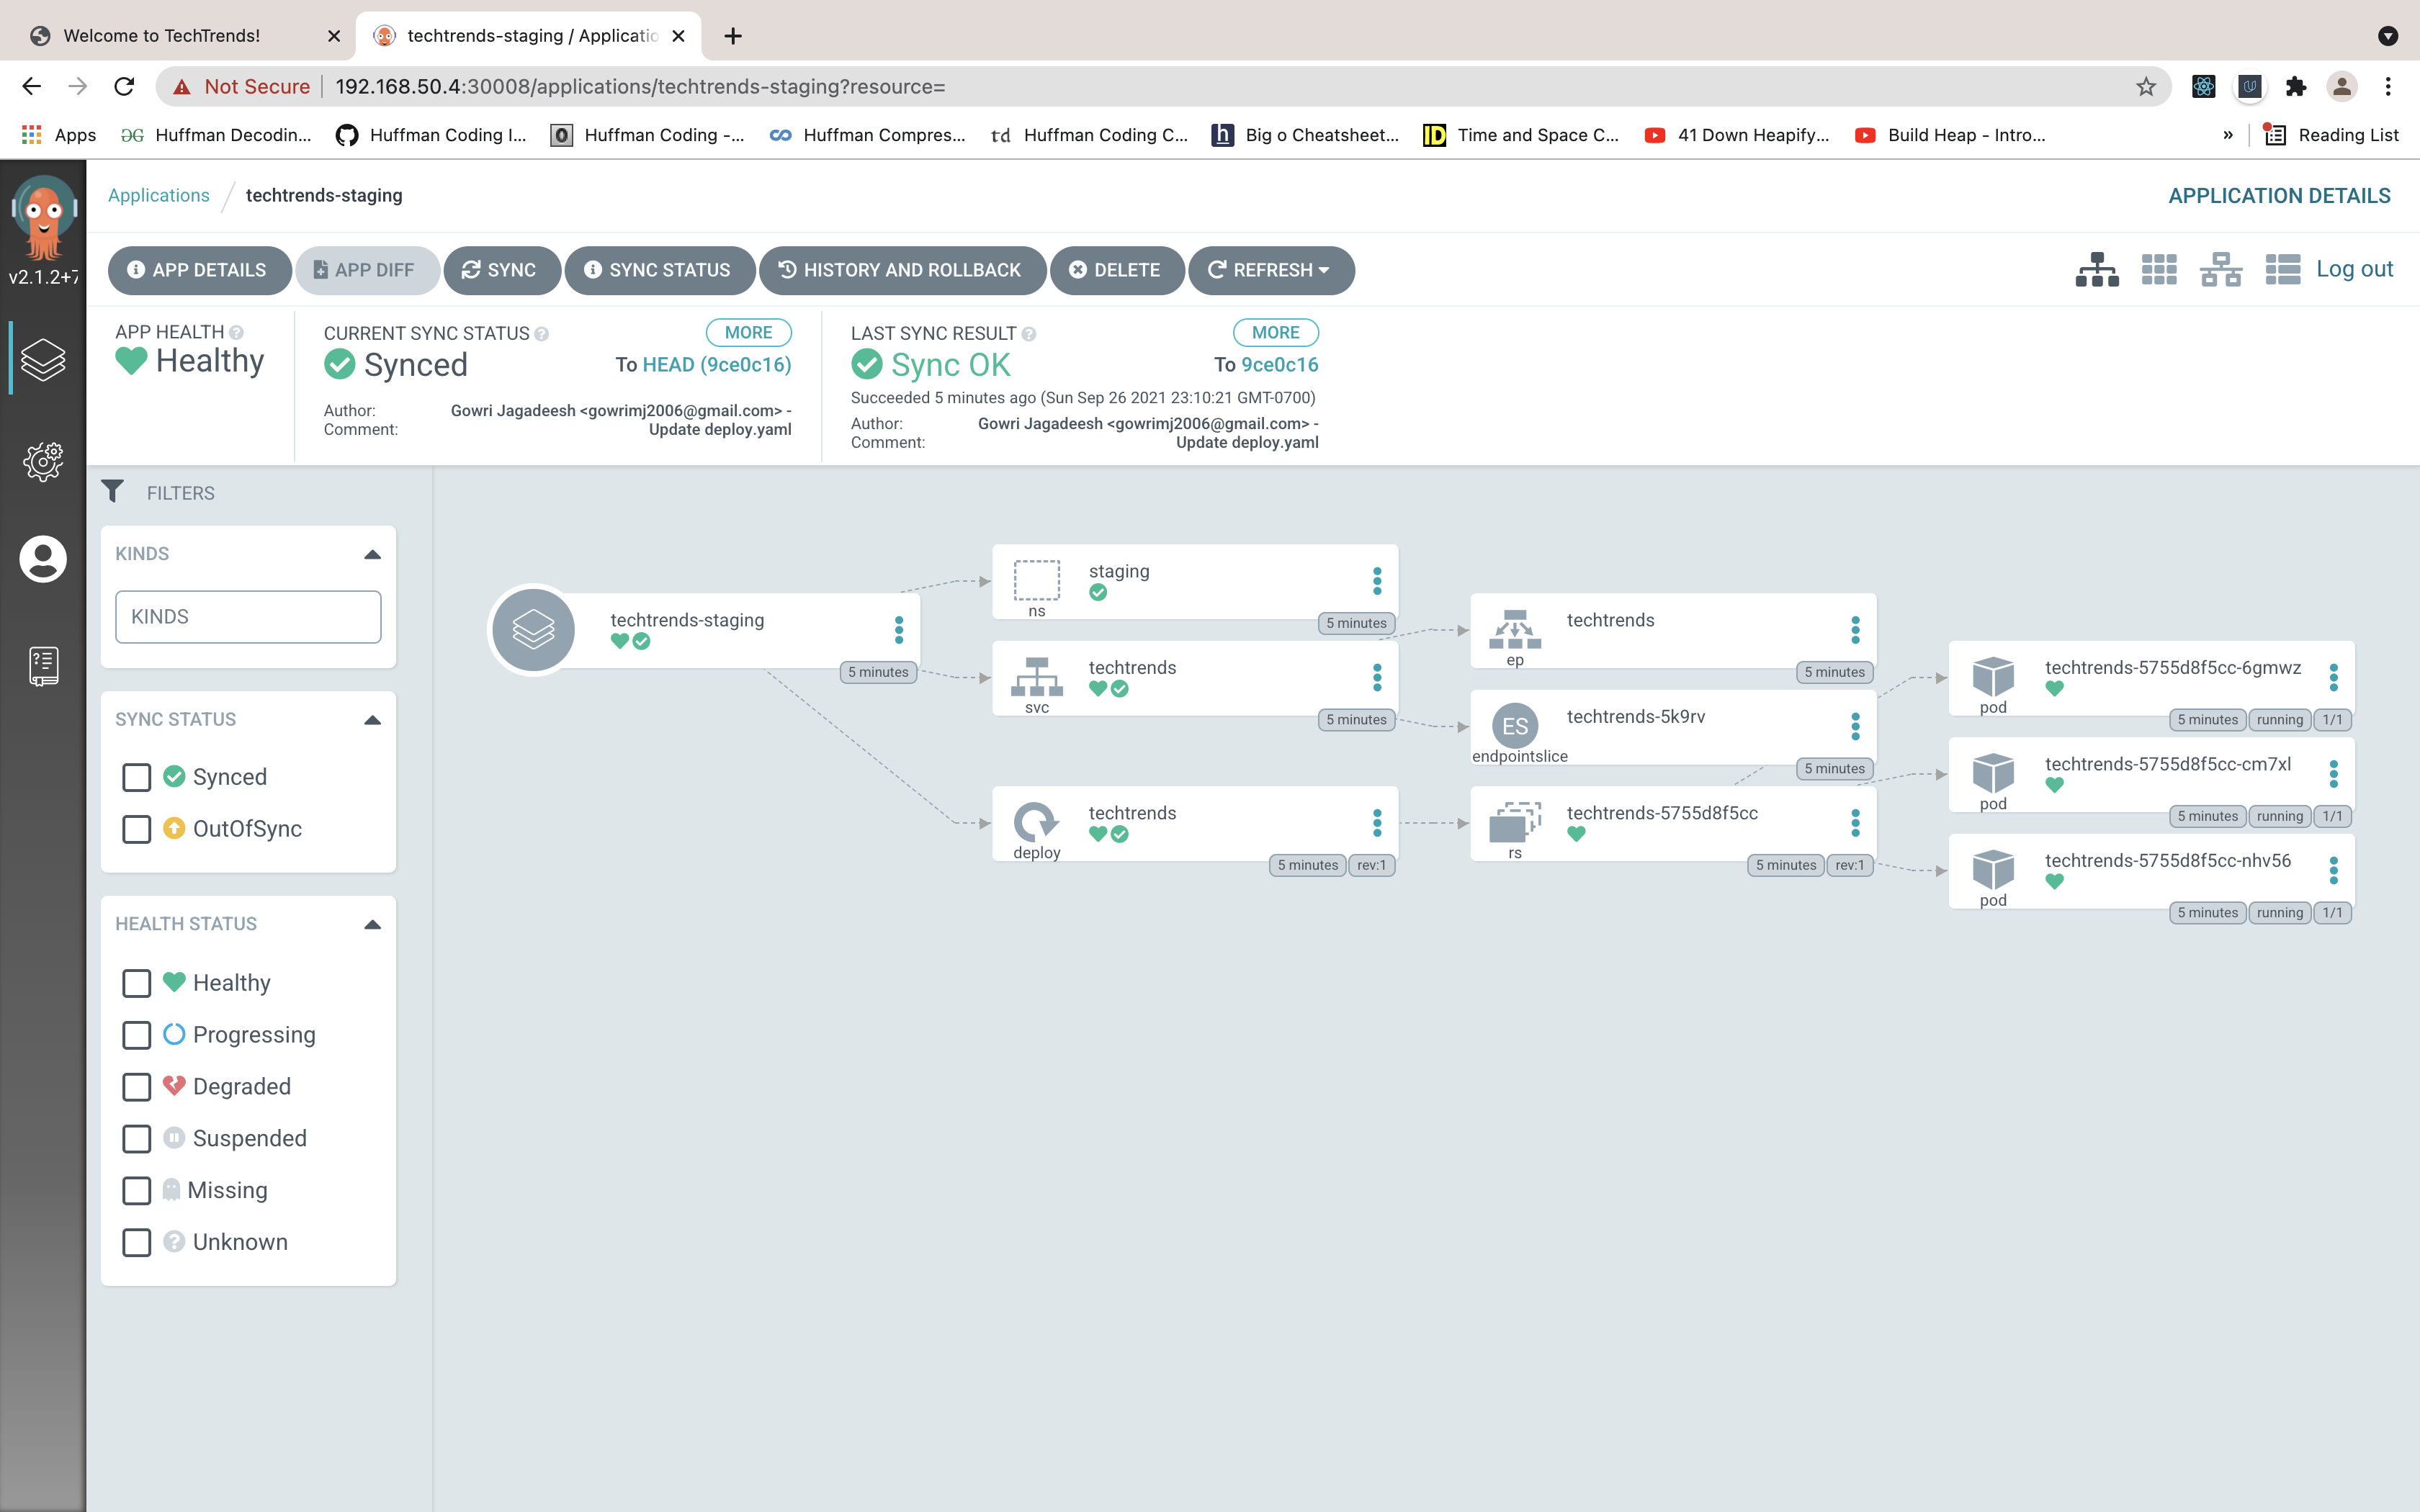 Welcome to TechTrends!
techtrends-staging / Applicatio
Not Secure
192.168.50.4:30008/applications/techtrends-staging?resource=
Apps
Huffman Decodin...
Huffman Coding I...
Huffman Coding -...
Huffman Compres...
Huffman Coding C...
Big o Cheatsheet...
Time and Space C...
41 Down Heapify...
Build Heap - Intro...
»
Reading List
v2.1.2+7
Applications
techtrends-staging
APPLICATION DETAILS
APP DETAILS
APP DIFF
SYNC
SYNC STATUS
HISTORY AND ROLLBACK
DELETE
REFRESH
Log out
APP HEALTH
Healthy
CURRENT SYNC STATUS
MORE
Synced
To HEAD (9ce0c16)
Author: Gowri Jagadeesh <gowrimj2006@gmail.com> -
Comment: Update deploy.yaml
LAST SYNC RESULT
MORE
Sync OK
To 9ce0c16
Succeeded 5 minutes ago (Sun Sep 26 2021 23:10:21 GMT-0700)
Author: Gowri Jagadeesh <gowrimj2006@gmail.com> -
Comment: Update deploy.yaml
FILTERS
KINDS
KINDS
SYNC STATUS
Synced
OutOfSync
HEALTH STATUS
Healthy
Progressing
Degraded
Suspended
Missing
Unknown
techtrends-staging
5 minutes
staging
ns
5 minutes
techtrends
svc
5 minutes
techtrends
deploy
5 minutes rev:1
techtrends
ep
5 minutes
ES
techtrends-5k9rv
endpointslice
5 minutes
techtrends-5755d8f5cc
rs
5 minutes rev:1
techtrends-5755d8f5cc-6gmwz
pod
5 minutes running 1/1
techtrends-5755d8f5cc-cm7xl
pod
5 minutes running 1/1
techtrends-5755d8f5cc-nhv56
pod
5 minutes running 1/1